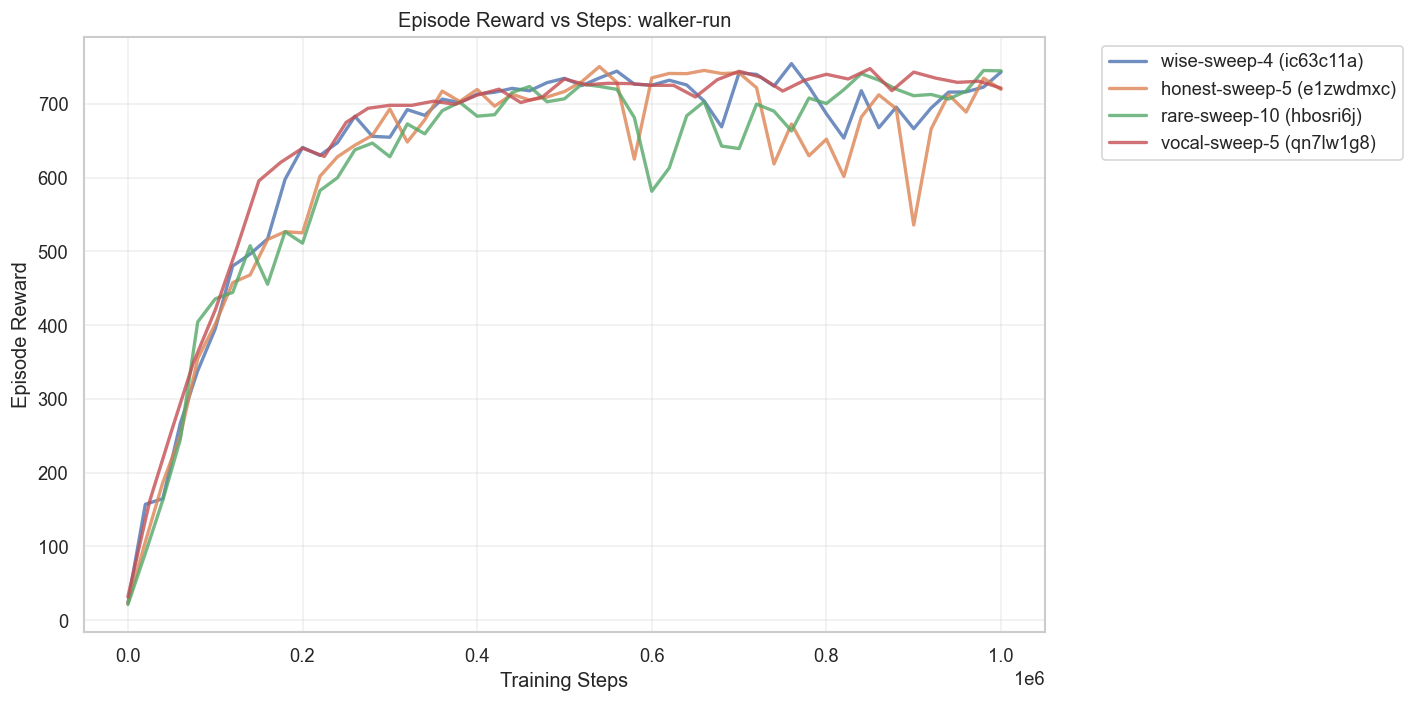 Episode Reward vs Steps: walker-run
wise-sweep-4 (ic63c11a)
honest-sweep-5 (e1zwdmxc)
rare-sweep-10 (hbosri6j)
vocal-sweep-5 (qn7lw1g8)
Episode Reward
700
600
500
400
300
200
100
0
0.0 0.2 0.4 0.6 0.8 1.0
1e6
Training Steps